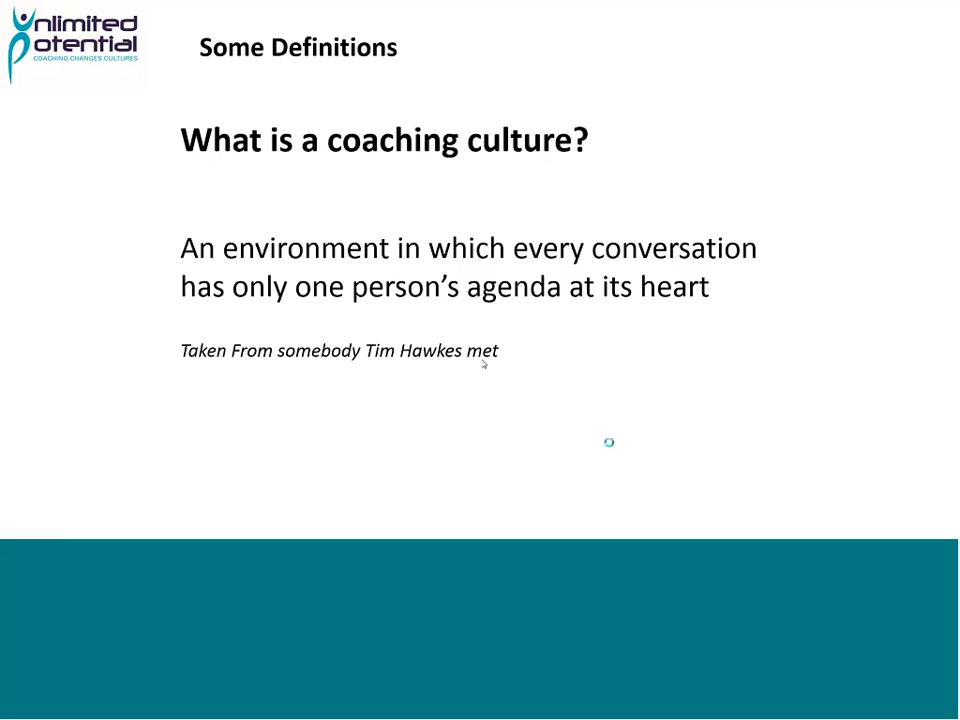 Unlimited
Potential
COACHING CHANGES CULTURES
Some Definitions
What is a coaching culture?
An environment in which every conversation
has only one person’s agenda at its heart
Taken From somebody Tim Hawkes met